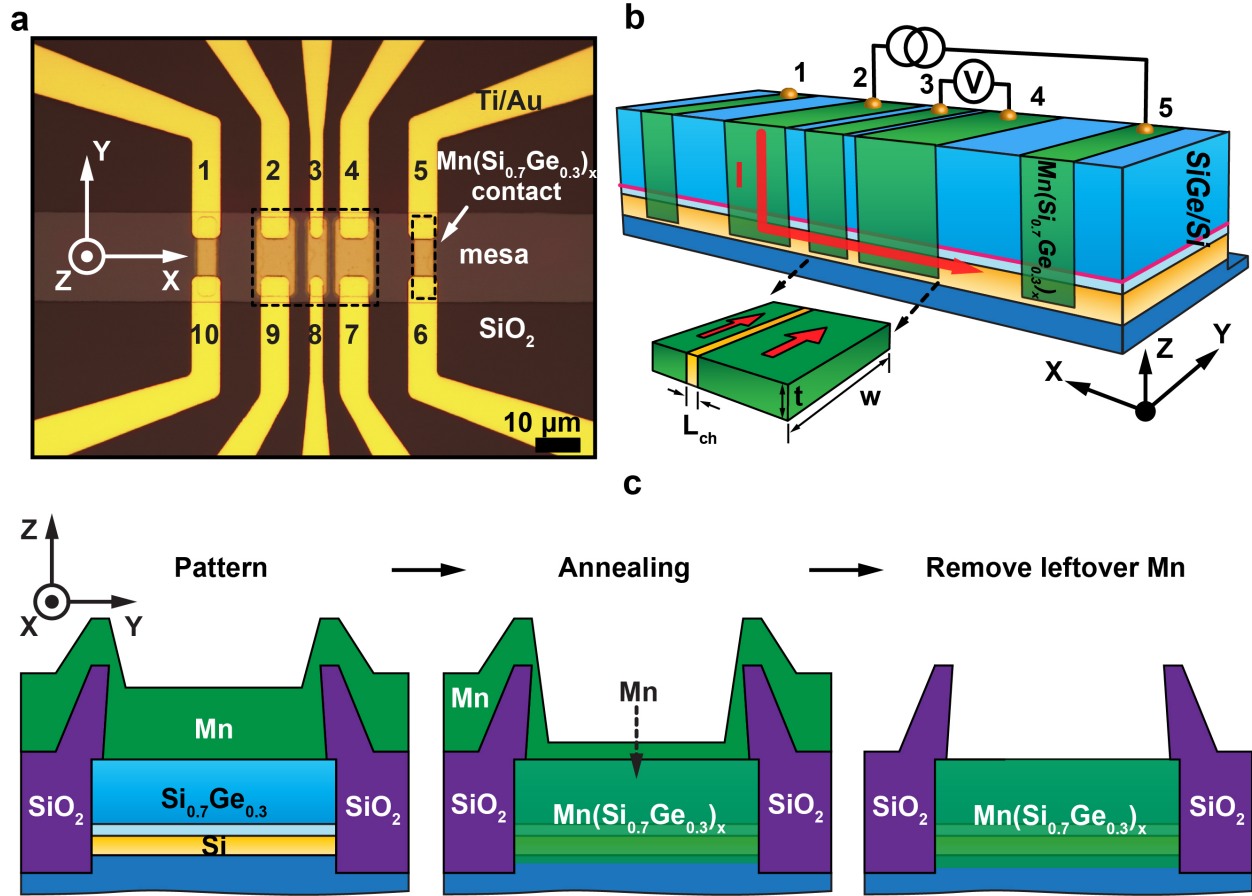 a
Ti/Au
1 2 3 4 5
Mn(Si0.7Ge0.3)x
contact
Y
Z
X
mesa
10 9 8 7 6
SiO2
10 μm
b
1 2 3 V 4 5
I
Mn(Si0.7Ge0.3)x
SiGe/Si
t
w
Lch
X
Z
Y
c
Z
X
Y
Pattern
Annealing
Remove leftover Mn
Mn
SiO2
Si0.7Ge0.3
SiO2
Si
Mn
Mn
SiO2
Mn(Si0.7Ge0.3)x
SiO2
SiO2
Mn(Si0.7Ge0.3)x
SiO2